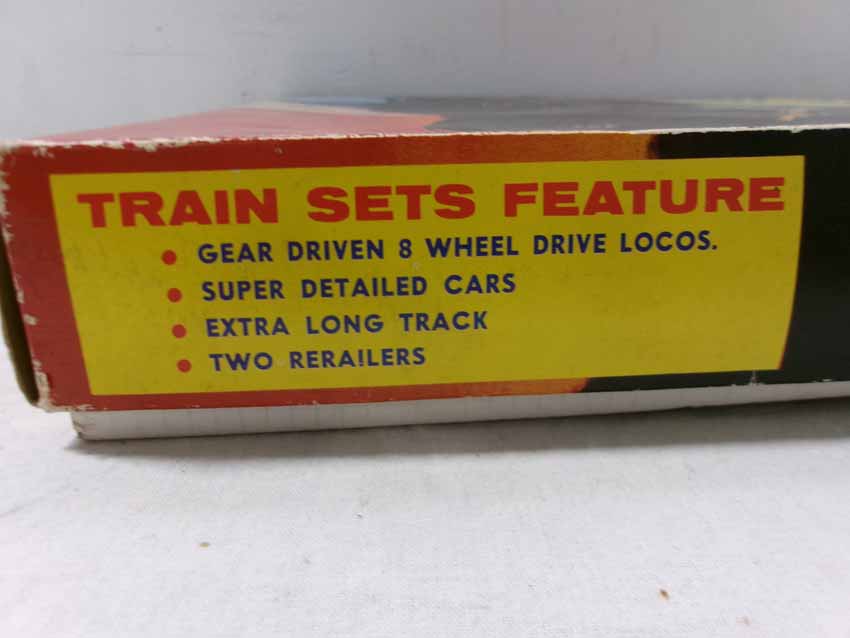 TRAIN SETS FEATURE
• GEAR DRIVEN 8 WHEEL DRIVE LOCOS.
• SUPER DETAILED CARS
• EXTRA LONG TRACK
• TWO RERAILERS